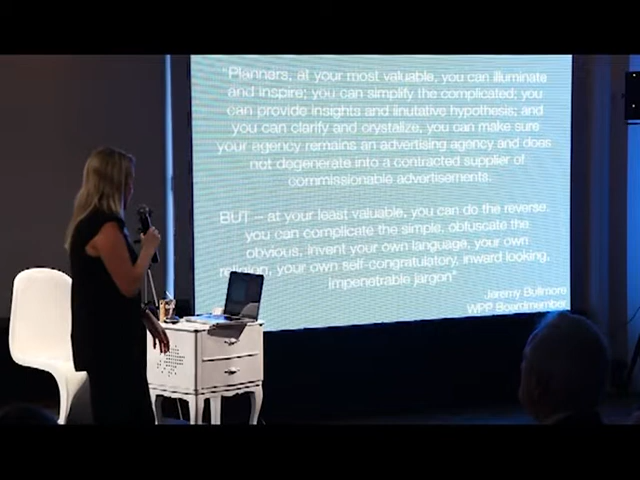 "Planners, at your most valuable, you can illuminate
and inspire; you can simplify the complicated; you
can provide insights and iinutative hypothesis; and
you can clarify and crystalize, you can make sure
your agency remains an advertising agency and does
not degenerate into a contracted supplier of
commissionable advertisements.
BUT – at your least valuable, you can do the reverse.
you can complicate the simple, obfuscate the
obvious, invent your own language, your own
religion, your own self-congratulatory, inward looking,
impenetrable jargon"
Jeremy Bullmore
WPP Boardmember